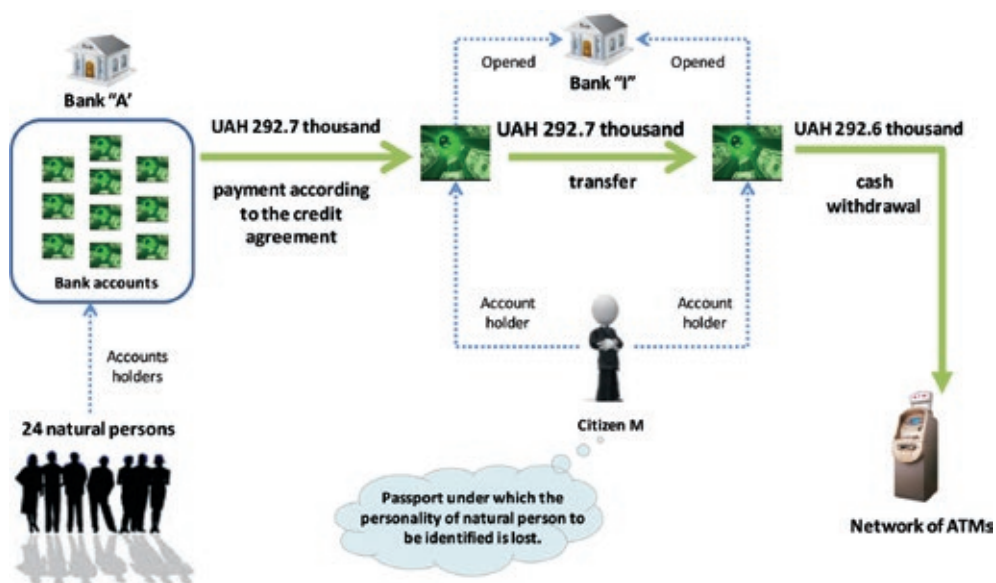 Bank "A'
Bank accounts
Accounts
holders
24 natural persons
UAH 292.7 thousand
payment according
to the credit
agreement
Opened
Bank "I"
Opened
UAH 292.7 thousand
transfer
UAH 292.6 thousand
cash
withdrawal
Account
holder
Account
holder
Citizen M
Passport under which the
personality of natural person to
be identified is lost.
Network of ATMs